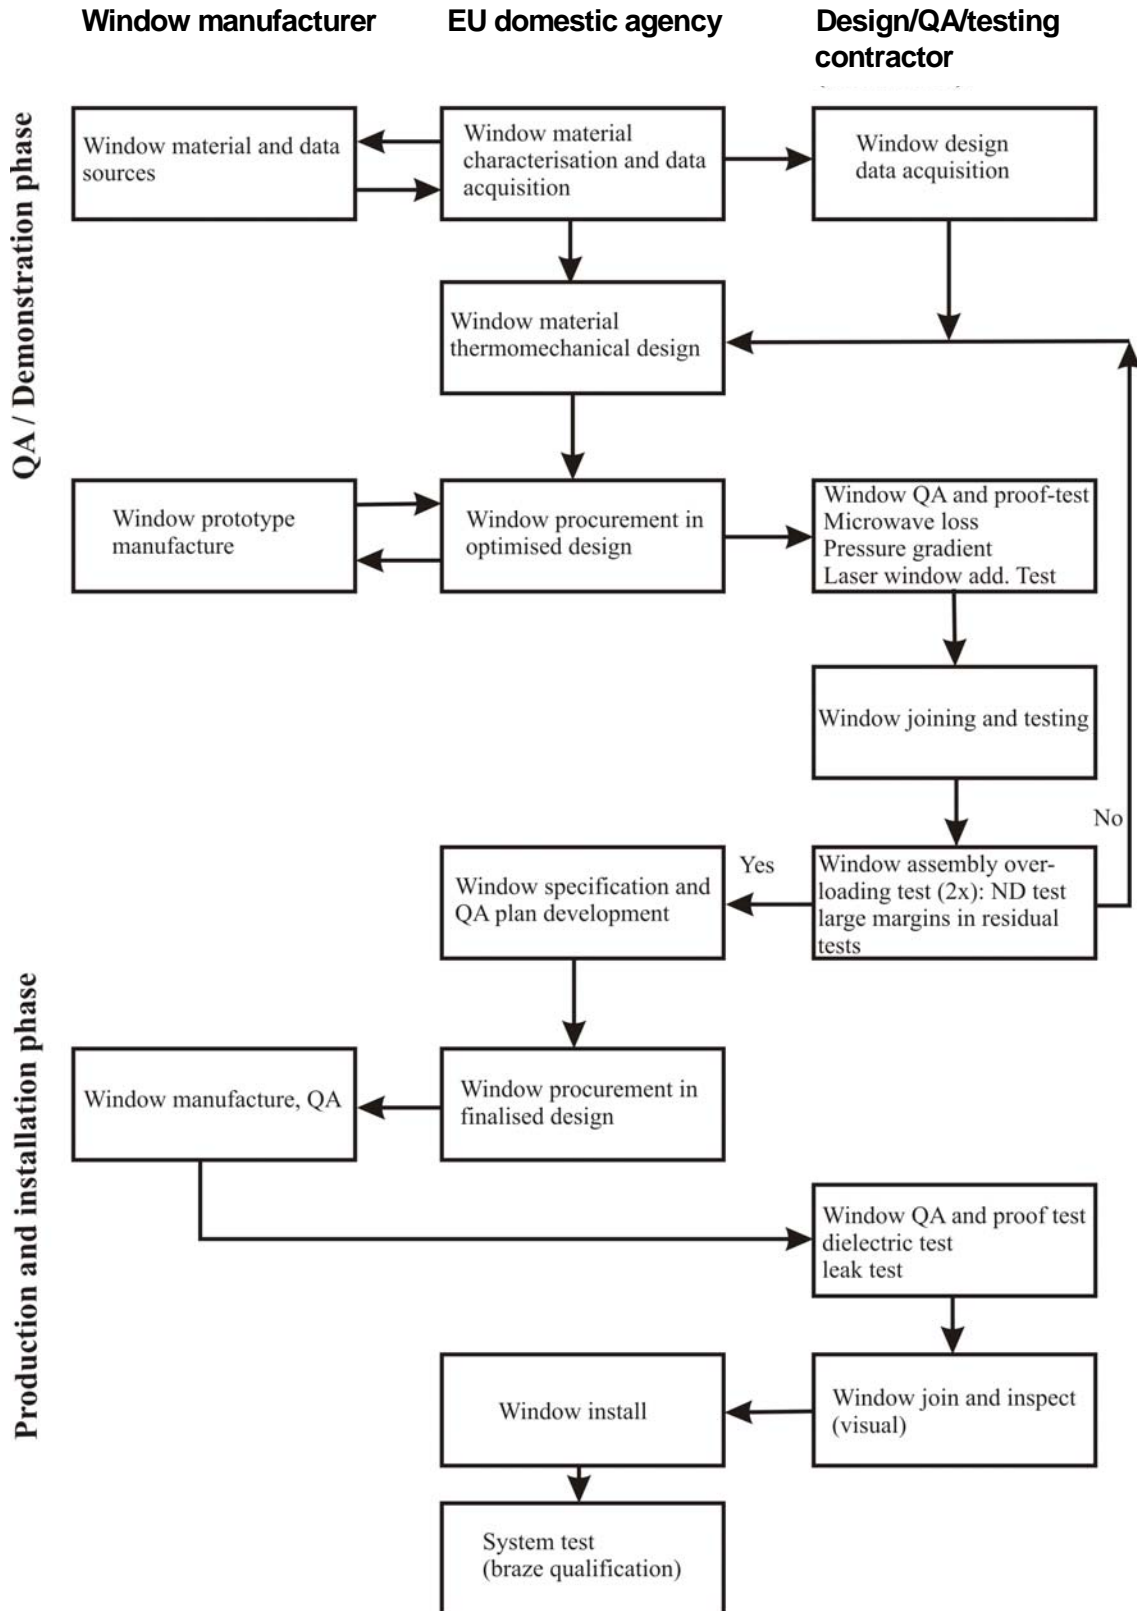 Window manufacturer
EU domestic agency
Design/QA/testing
contractor
QA / Demonstration phase
Window material and data
sources
Window material
characterisation and data
acquisition
Window design
data acquisition
Window material
thermomechanical design
Window prototype
manufacture
Window procurement in
optimised design
Window QA and proof-test
Microwave loss
Pressure gradient
Laser window add. Test
Window joining and testing
No
Yes
Window specification and
QA plan development
Window assembly over-
loading test (2x): ND test
large margins in residual
tests
Production and installation phase
Window manufacture, QA
Window procurement in
finalised design
Window QA and proof test
dielectric test
leak test
Window install
Window join and inspect
(visual)
System test
(braze qualification)